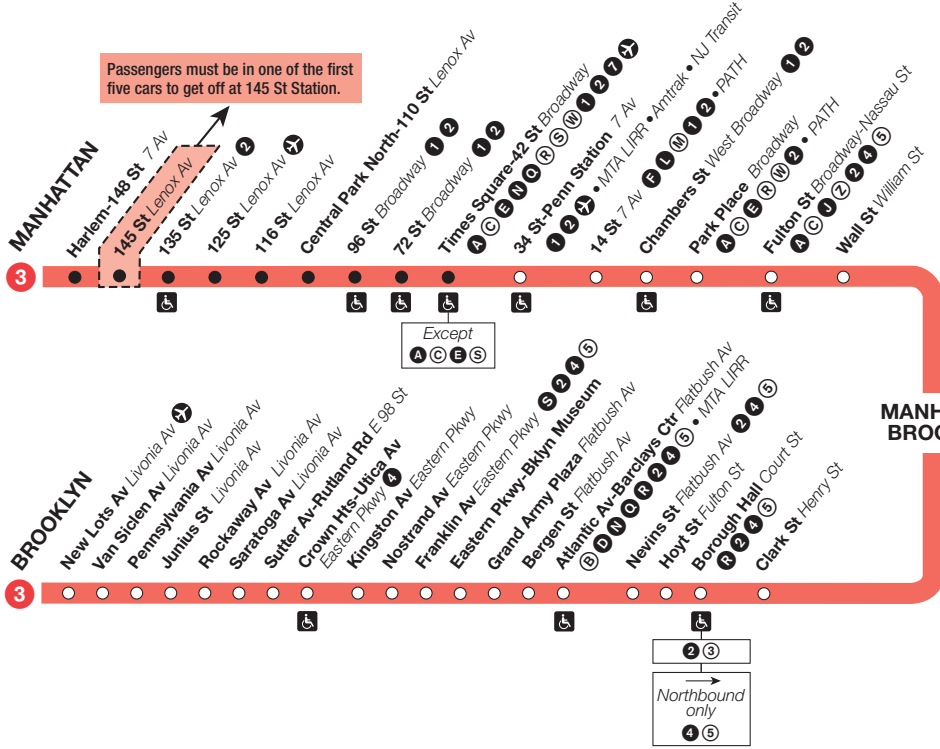 Passengers must be in one of the first
five cars to get off at 145 St Station.
MANHATTAN
3
Harlem-148 St 7 Av
145 St Lenox Av
135 St Lenox Av 2
125 St Lenox Av
116 St Lenox Av
Central Park North-110 St Lenox Av
96 St Broadway 1 2
72 St Broadway 1 2
Times Square-42 St Broadway
A C E N Q R S W 1 2 7
34 St-Penn Station 7 Av
1 2 • MTA LIRR • Amtrak • NJ Transit
14 St 7 Av F L M 1 2 • PATH
Chambers St West Broadway 1 2
Park Place Broadway
A C E R W 2 • PATH
Fulton St Broadway-Nassau St
A C J Z 2 4 5
Wall St William St
Except
A C E S
MANH
BROO
BROOKLYN
3
New Lots Av Livonia Av
Van Siclen Av Livonia Av
Pennsylvania Av Livonia Av
Junius St Livonia Av
Rockaway Av Livonia Av
Saratoga Av Livonia Av
Sutter Av-Rutland Rd E 98 St
Crown Hts-Utica Av
Eastern Pkwy 4
Kingston Av Eastern Pkwy
Nostrand Av Eastern Pkwy
Franklin Av Eastern Pkwy S 2 4 5
Eastern Pkwy-Bklyn Museum
Grand Army Plaza Flatbush Av
Bergen St Flatbush Av
Atlantic Av-Barclays Ctr Flatbush Av
B D N Q R 2 4 5 • MTA LIRR
Nevins St Flatbush Av 2 4 5
Hoyt St Fulton St
Borough Hall Court St
R 2 4 5
Clark St Henry St
2 3
Northbound
only
4 5